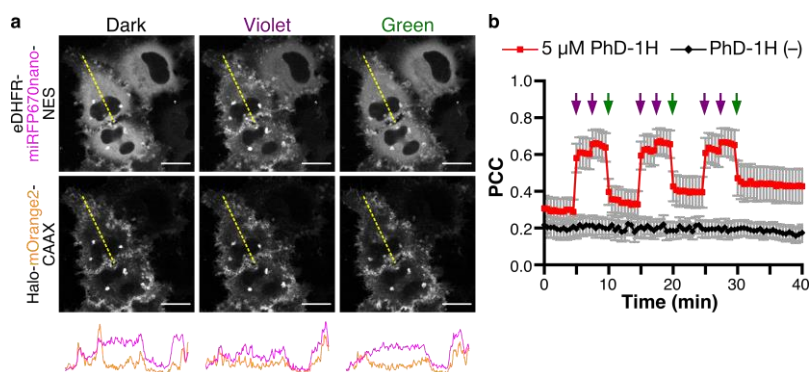 a
Dark
Violet
Green
eDHFR-
miRFP670nano-
NES
Halo-mOrange2-
CAAX
b
5 µM PhD-1H
PhD-1H (–)
PCC
1.0
0.8
0.6
0.4
0.2
0.0
0 10 20 30 40
Time (min)